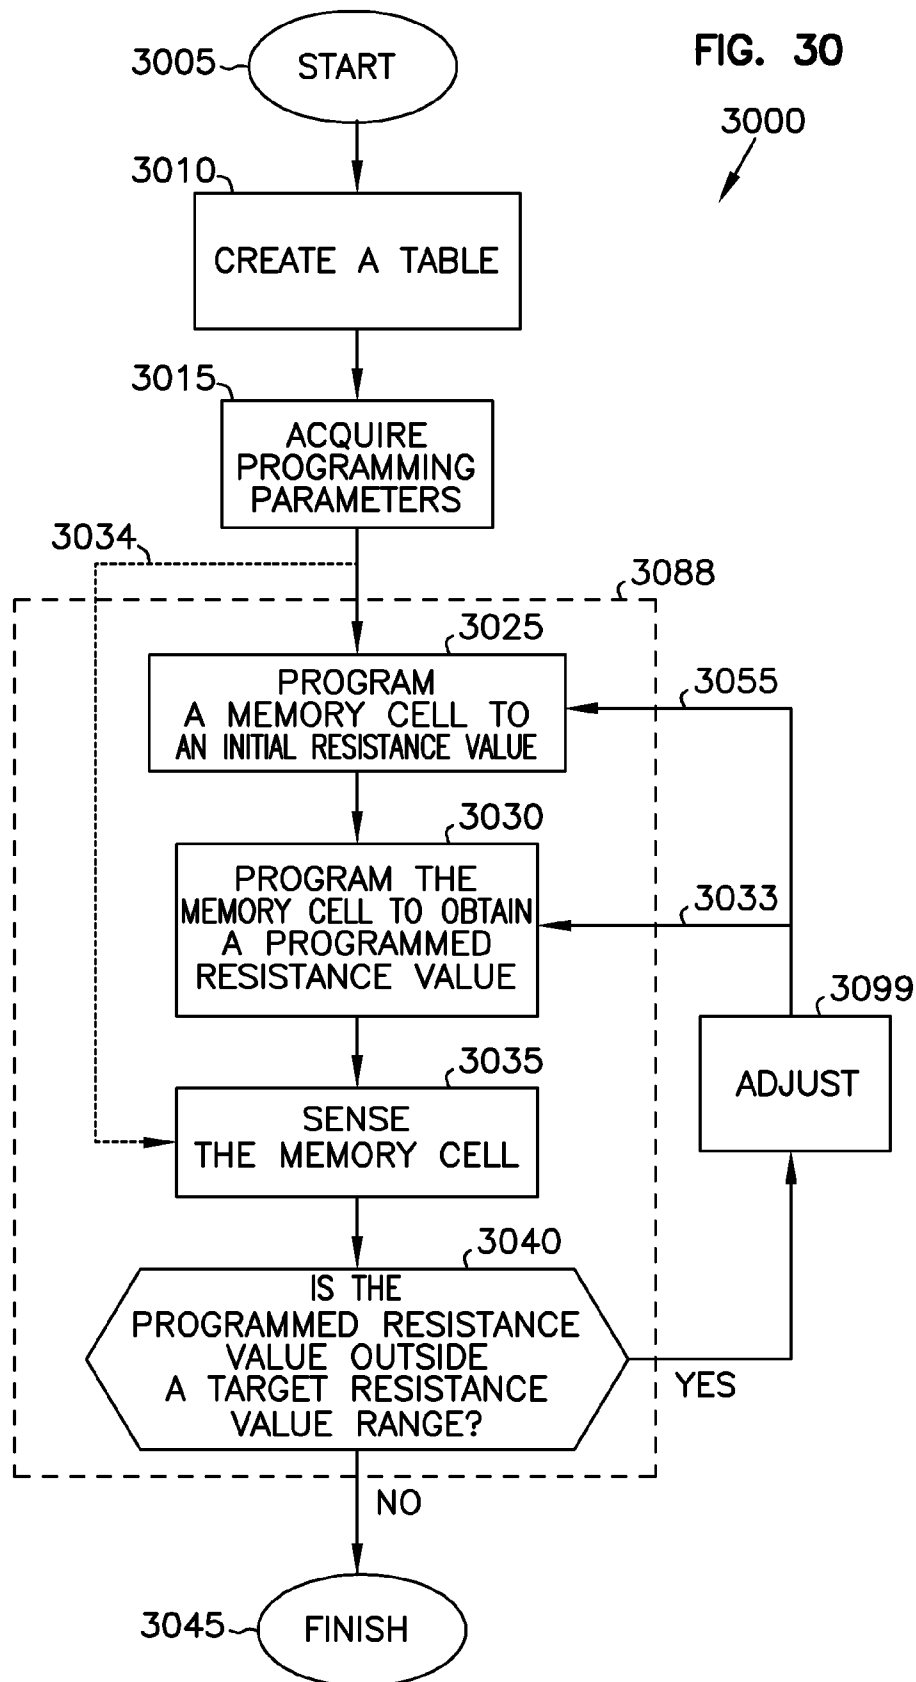 FIG. 30
3000
3005
START
3010
CREATE A TABLE
3015
ACQUIRE
PROGRAMMING
PARAMETERS
3034
3088
3025
PROGRAM
A MEMORY CELL TO
AN INITIAL RESISTANCE VALUE
3055
3030
PROGRAM THE
MEMORY CELL TO OBTAIN
A PROGRAMMED
RESISTANCE VALUE
3033
3099
ADJUST
3035
SENSE
THE MEMORY CELL
3040
IS THE
PROGRAMMED RESISTANCE
VALUE OUTSIDE
A TARGET RESISTANCE
VALUE RANGE?
YES
NO
3045
FINISH